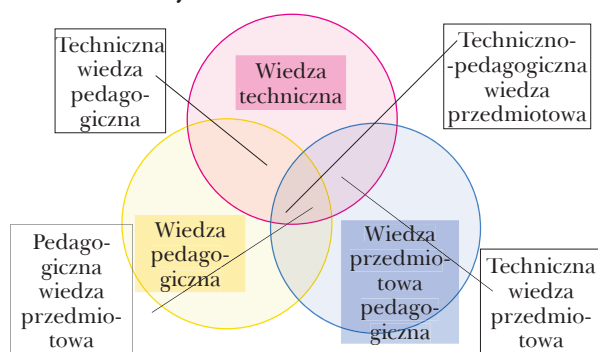 Techniczna
wiedza
pedago-
giczna
Wiedza
techniczna
Techniczno-
-pedagogiczna
wiedza
przedmiotowa
Pedago-
giczna
wiedza
przedmio-
towa
Wiedza
pedago-
giczna
Wiedza
przedmio-
towa
pedago-
giczna
Techniczna
wiedza
przedmio-
towa